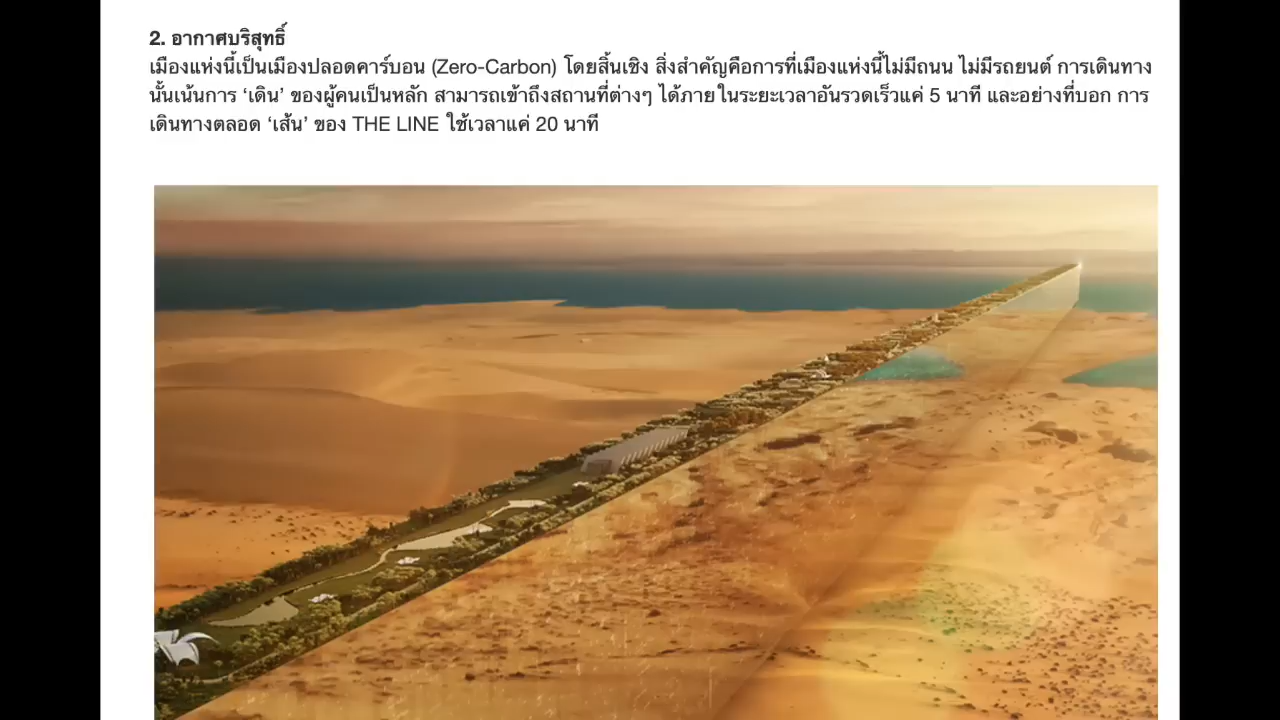 2. อากาศบริสุทธิ์
เมืองแห่งนี้เป็นเมืองปลอดคาร์บอน (Zero-Carbon) โดยสิ้นเชิง สิ่งสำคัญคือการที่เมืองแห่งนี้ไม่มีถนน ไม่มีรถยนต์ การเดินทาง
นั้นเน้นการ ‘เดิน’ ของผู้คนเป็นหลัก สามารถเข้าถึงสถานที่ต่างๆ ได้ภายในระยะเวลาอันรวดเร็วแค่ 5 นาที และอย่างที่บอก การ
เดินทางตลอด ‘เส้น’ ของ THE LINE ใช้เวลาแค่ 20 นาที